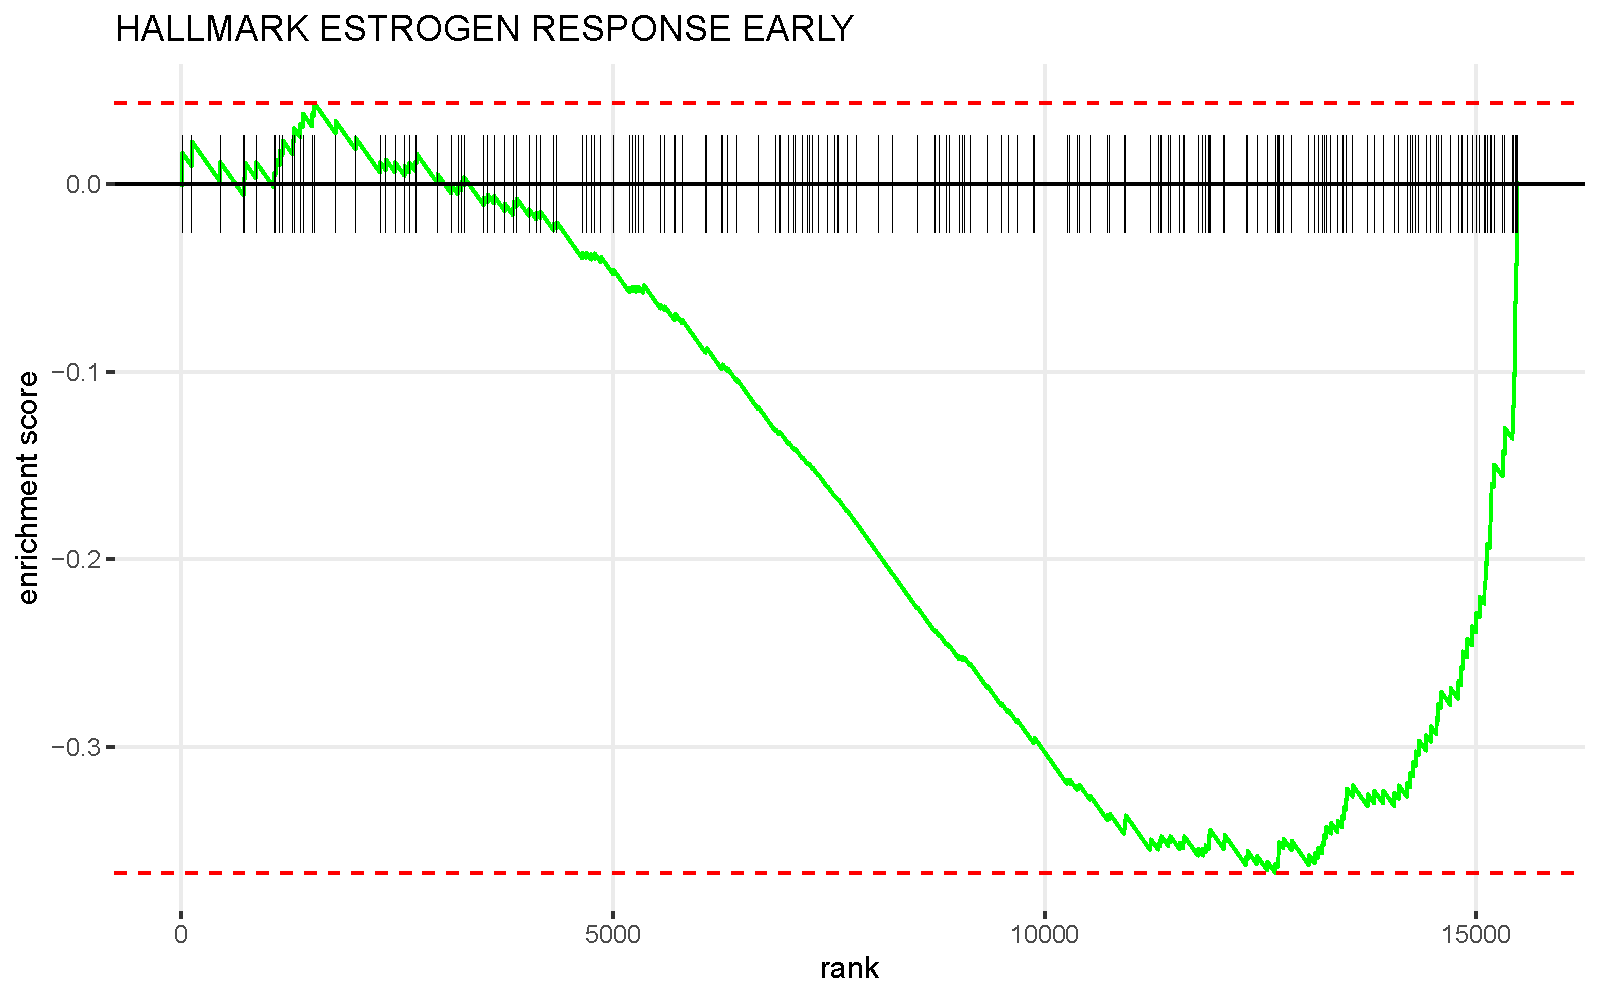 HALLMARK ESTROGEN RESPONSE EARLY
enrichment score
0.0
−0.1
−0.2
−0.3
0
5000
10000
15000
rank